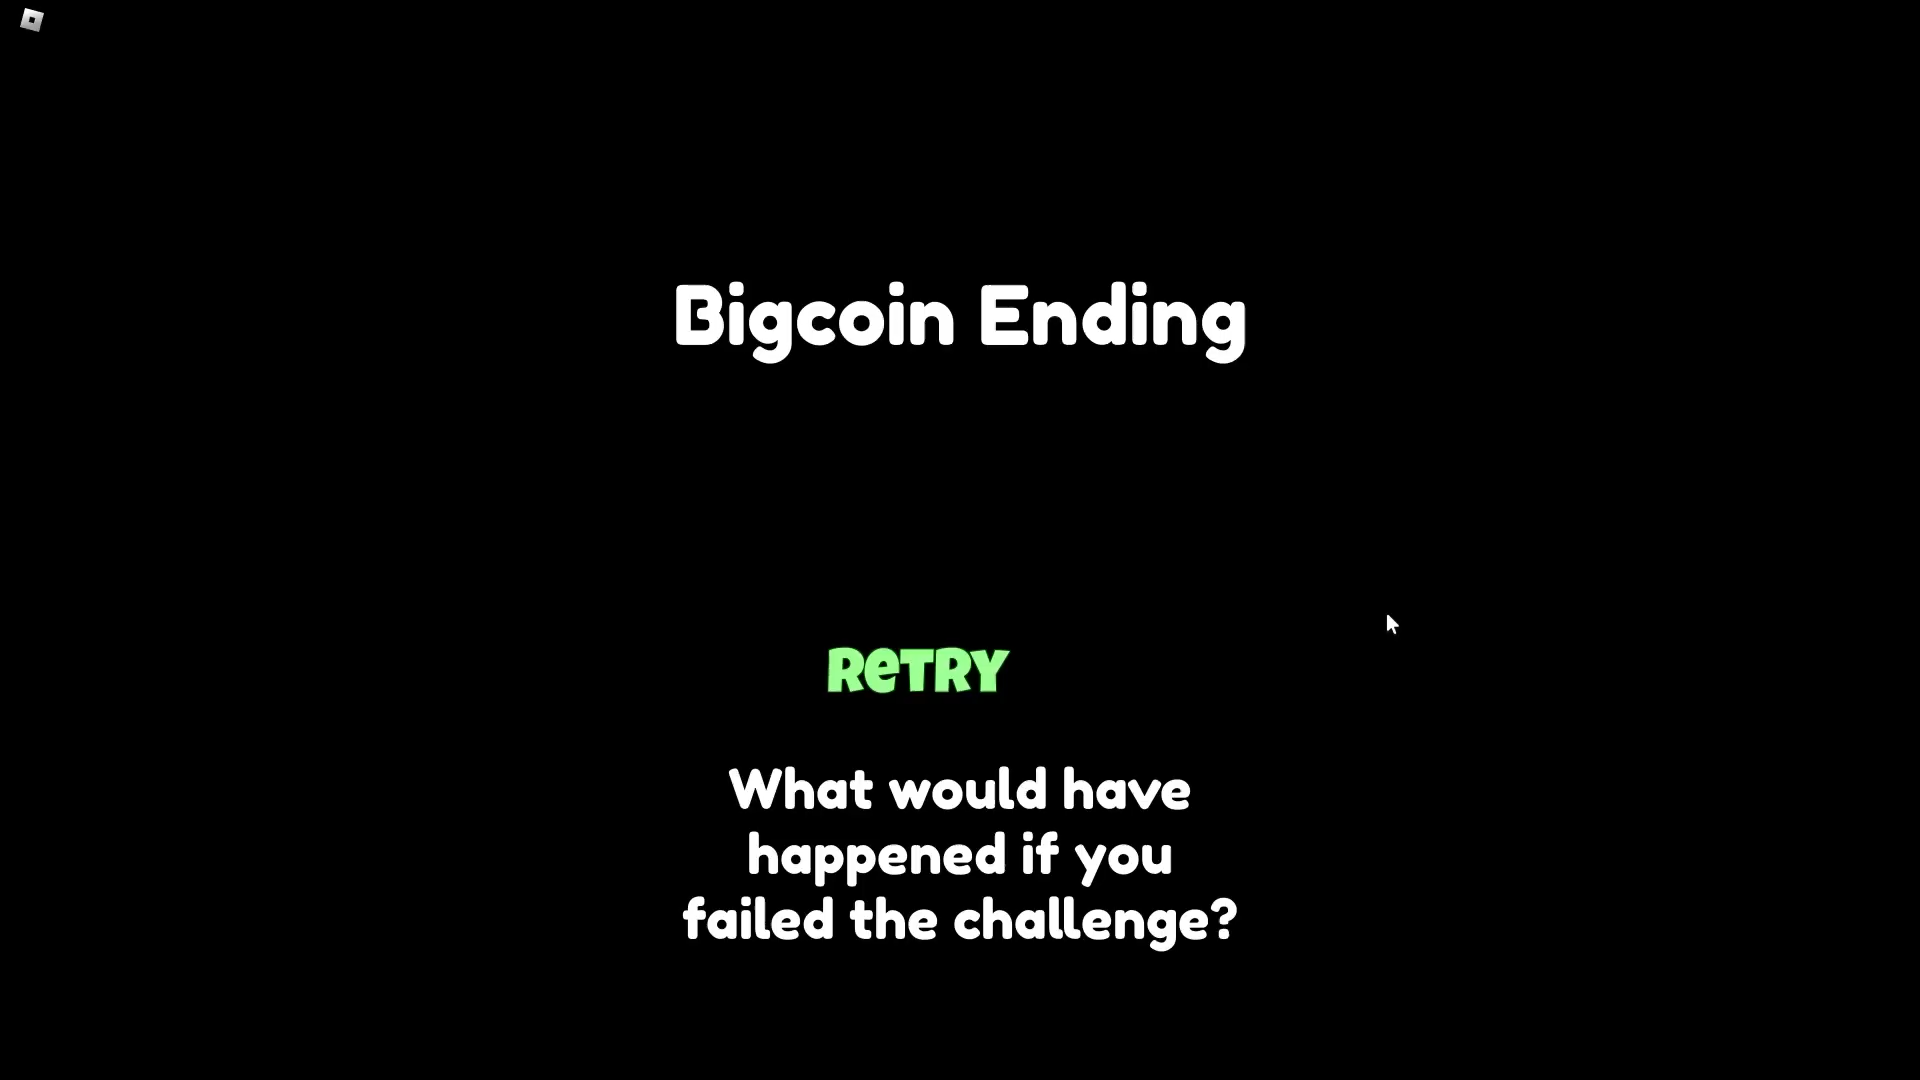 Bigcoin Ending
ReTRY
What would have
happened if you
failed the challenge?